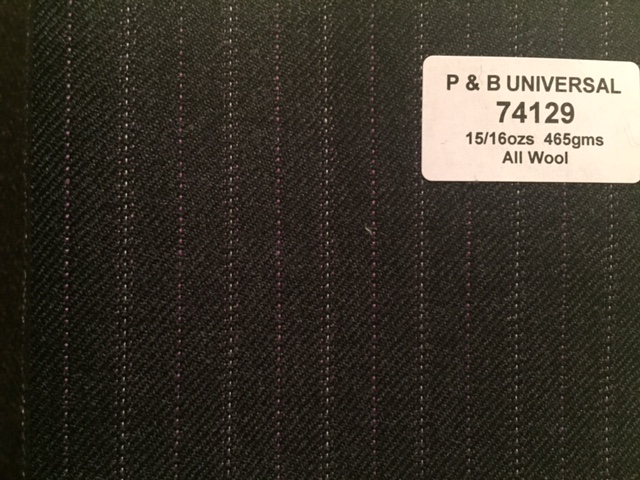 P & B UNIVERSAL
74129
15/16ozs 465gms
All Wool